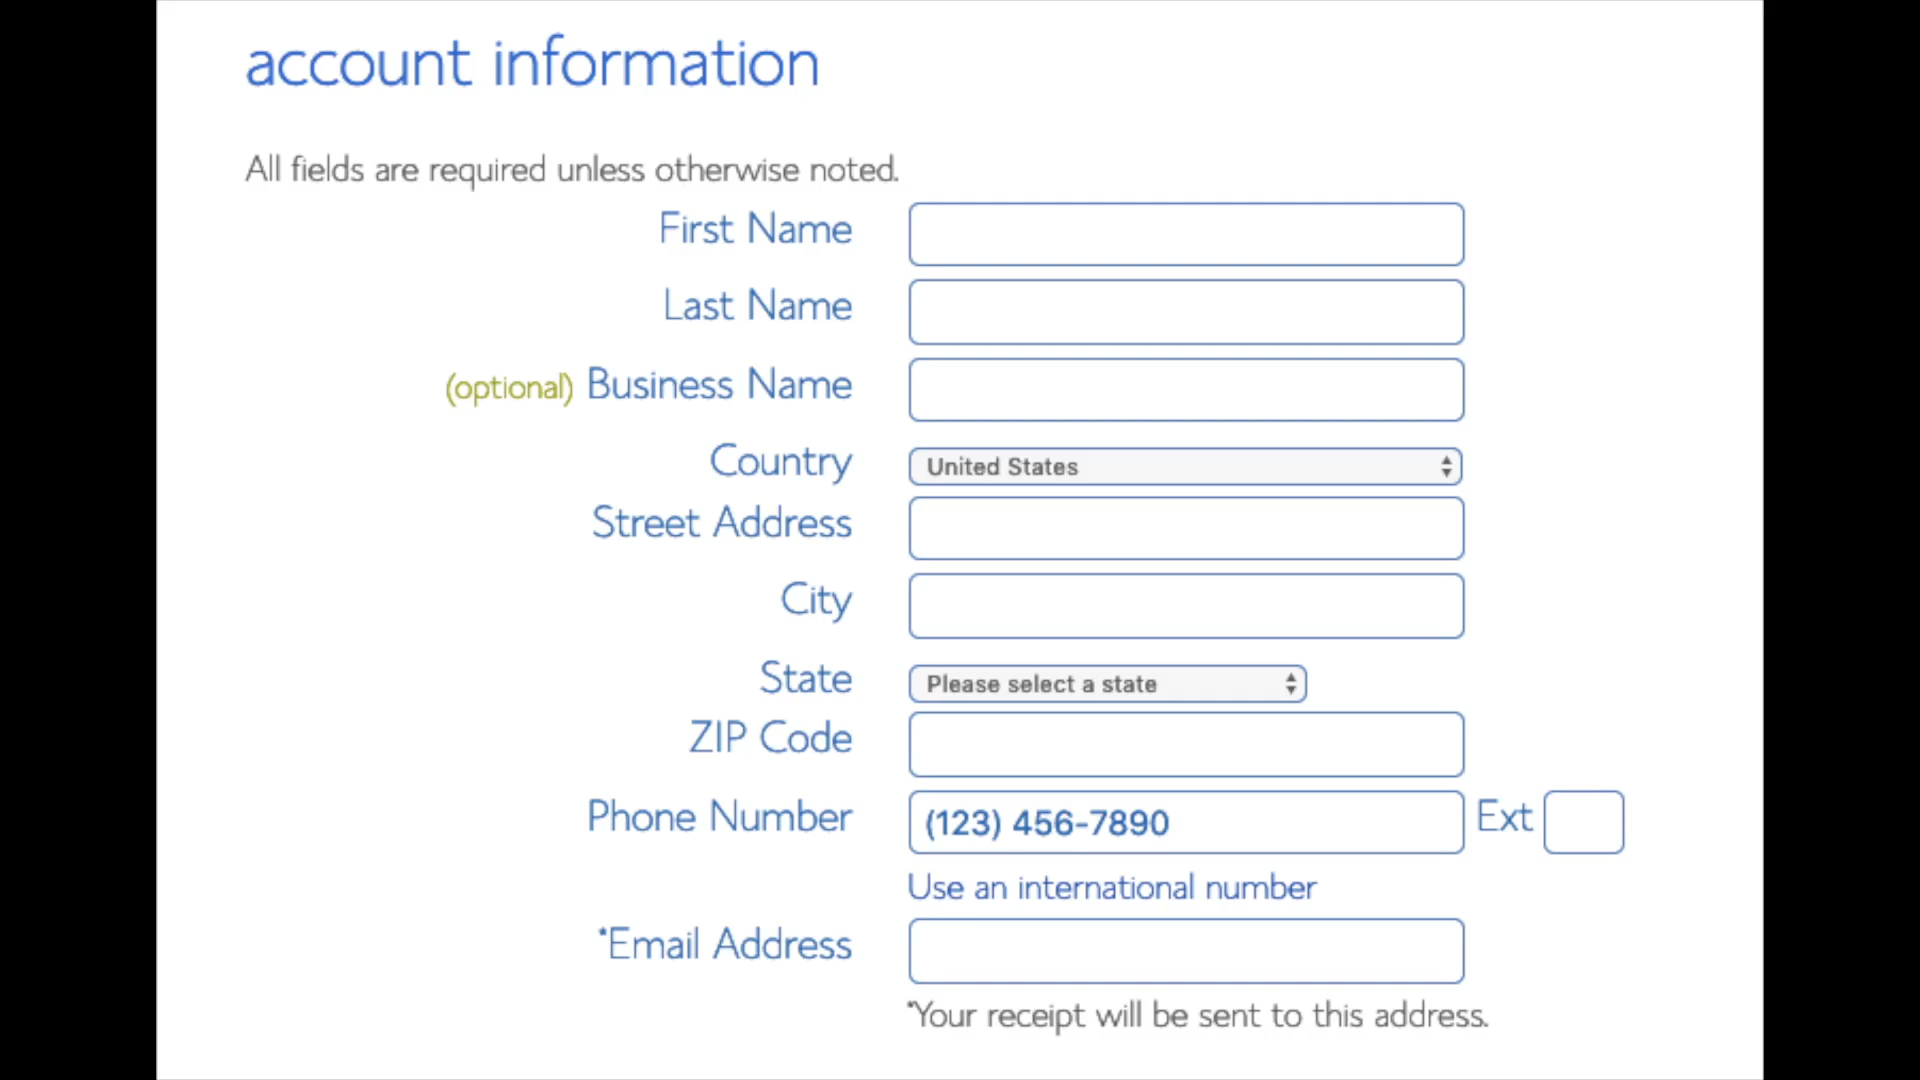 account information
All fields are required unless otherwise noted.
First Name
Last Name
(optional) Business Name
Country United States
Street Address
City
State Please select a state
ZIP Code
Phone Number (123) 456-7890 Ext
Use an international number
*Email Address
*Your receipt will be sent to this address.